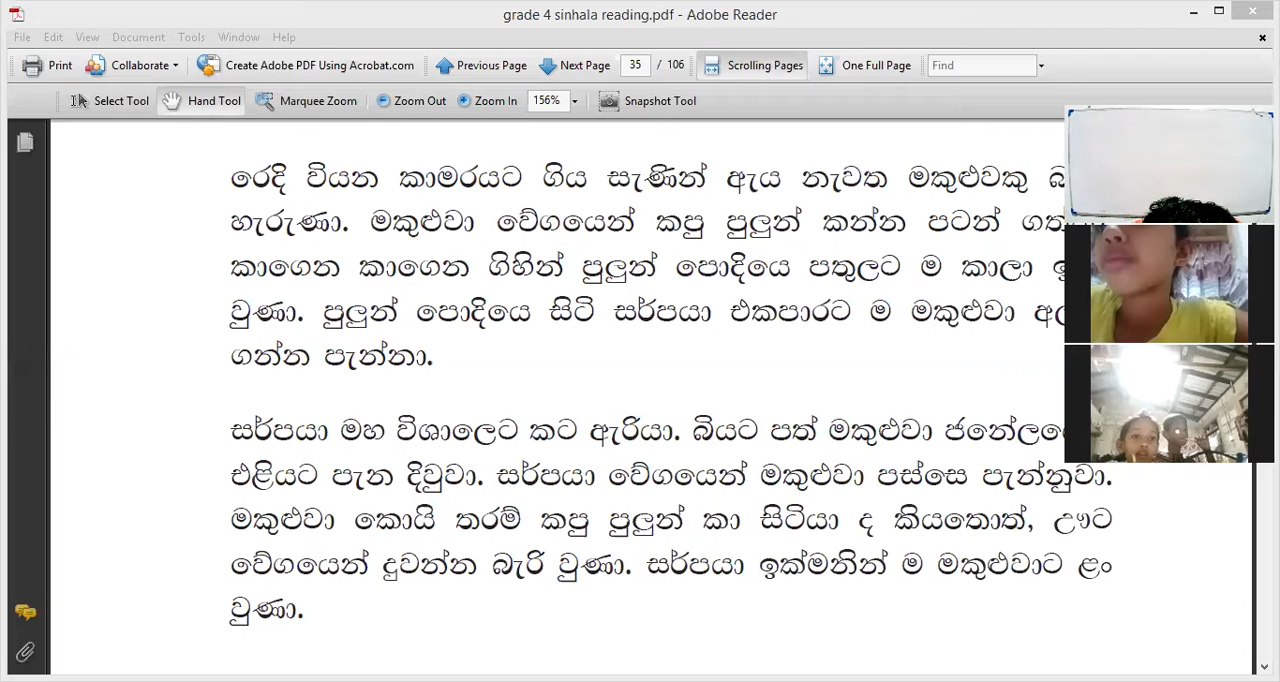 grade 4 sinhala reading.pdf - Adobe Reader
File Edit View Document Tools Window Help
Print Collaborate Create Adobe PDF Using Acrobat.com Previous Page Next Page 35 / 106 Scrolling Pages One Full Page Find
Select Tool Hand Tool Marquee Zoom Zoom Out Zoom In 156% Snapshot Tool
රෙදි වියන කාමරයට ගිය සැණින් ඇය නැවත මකුළුවකු
හැරුණා. මකුළුවා වේගයෙන් කපු පුලුන් කන්න පටන්
කාගෙන කාගෙන ගිහින් පුලුන් පොදියෙ පතුලට ම කාලා
වුණා. පුලුන් පොදියෙ සිටි සර්පයා එකපාරට ම මකුළුවා
ගන්න පැන්නා.
සර්පයා මහ විශාලෙට කට ඇරියා. බියට පත් මකුළුවා
එළියට පැන දිවුවා. සර්පයා වේගයෙන් මකුළුවා පස්සෙ පැන්නුවා.
මකුළුවා කොයි තරම් කපු පුලුන් කා සිටියා ද කියතොත්, ඌට
වේගයෙන් දුවන්න බැරි වුණා. සර්පයා ඉක්මනින් ම මකුළුවාට ළං
වුණා.